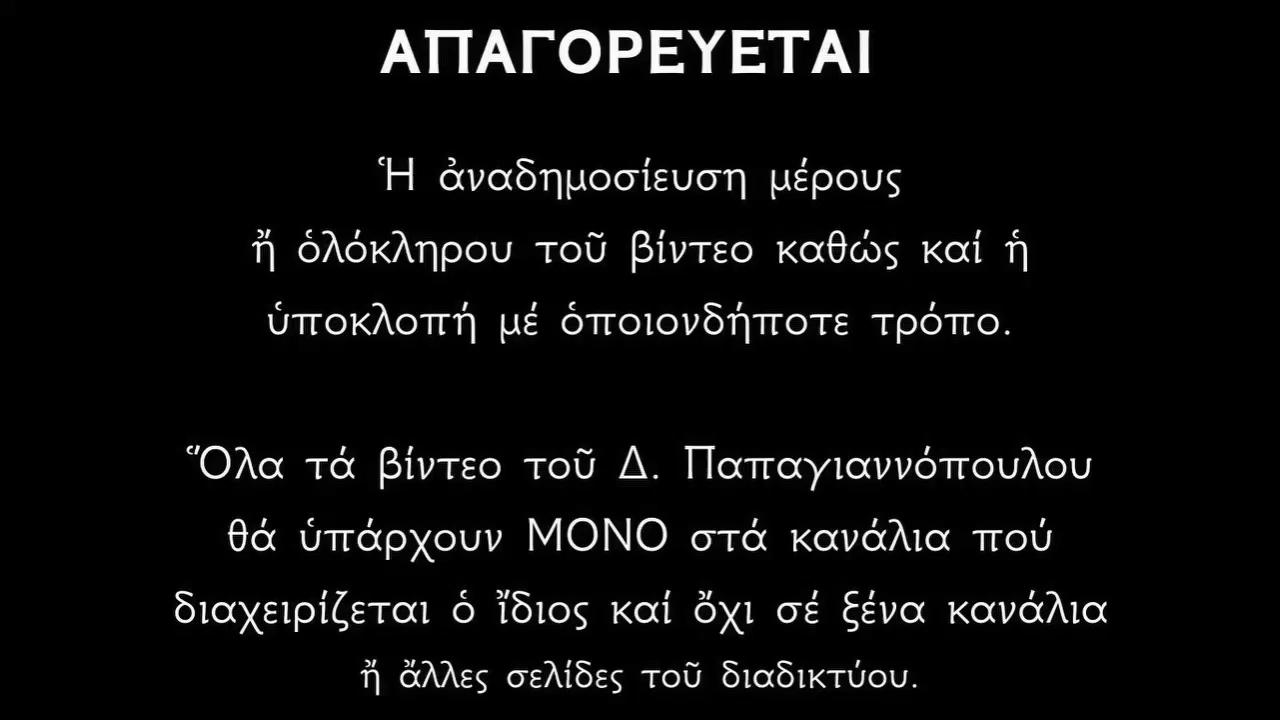 ΑΠΑΓΟΡΕΥΕΤΑΙ
Ἡ ἀναδημοσίευση μέρους
ἤ ὁλόκληρου τοῦ βίντεο καθώς καί ἡ
ὑποκλοπή μέ ὁποιονδήποτε τρόπο.
Ὅλα τά βίντεο τοῦ Δ. Παπαγιαννόπουλου
θά ὑπάρχουν ΜΟΝΟ στά κανάλια πού
διαχειρίζεται ὁ ἴδιος καί ὄχι σέ ξένα κανάλια
ἤ ἄλλες σελίδες τοῦ διαδικτύου.